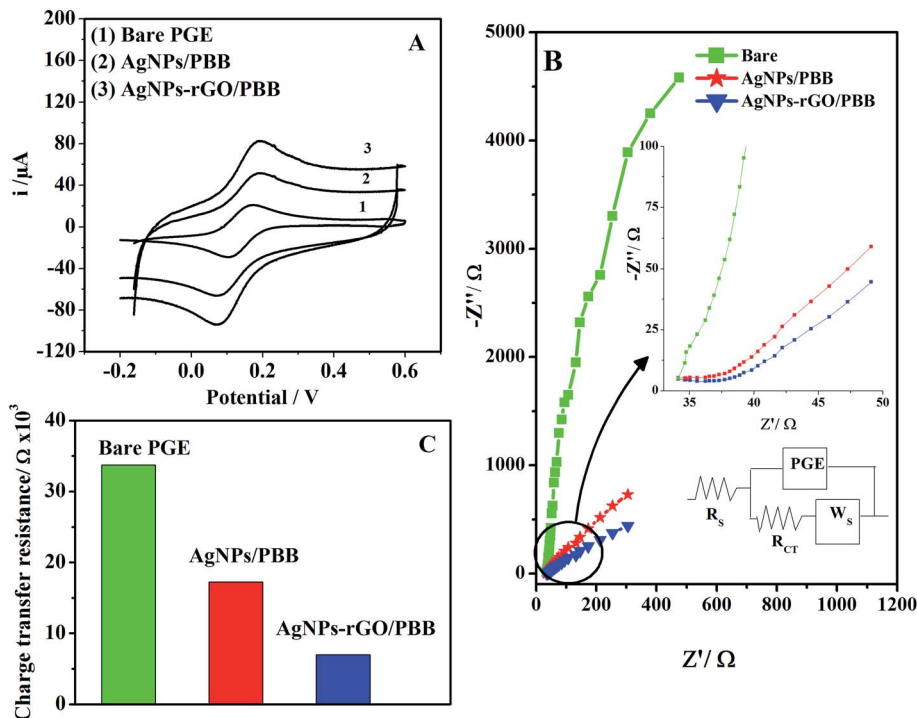 A
(1) Bare PGE
(2) AgNPs/PBB
(3) AgNPs-rGO/PBB
200
160
120
80
40
0
-40
-80
-120
i /µA
3
2
1
-0.2 0.0 0.2 0.4 0.6
Potential / V
B
Bare
AgNPs/PBB
AgNPs-rGO/PBB
5000
4000
3000
2000
1000
0
-Z''/ Ω
0 200 400 600 800 1000 1200
Z'/ Ω
100
75
50
25
0
-Z''/ Ω
35 40 45 50
Z'/ Ω
PGE
R_S
R_CT
W_S
C
40
30
20
10
0
Charge transfer resistance/ Ω x10³
Bare PGE
AgNPs/PBB
AgNPs-rGO/PBB